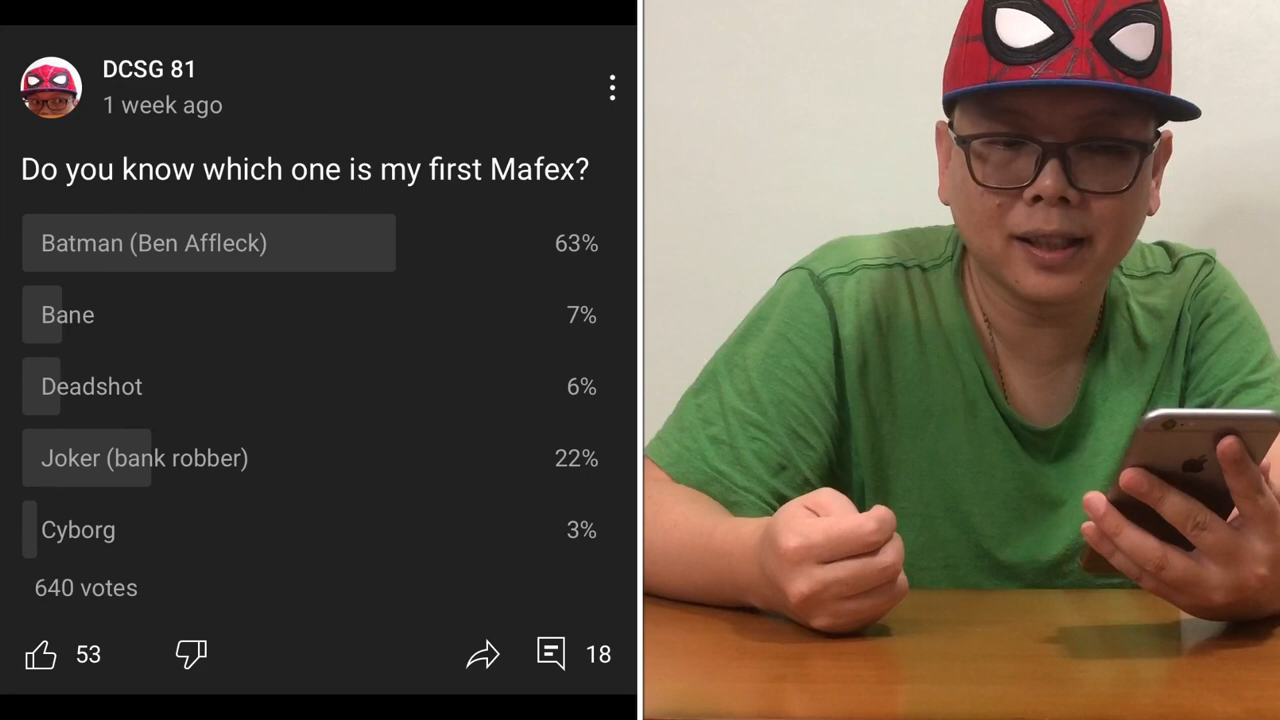 DCSG 81
1 week ago
Do you know which one is my first Mafex?
Batman (Ben Affleck) 63%
Bane 7%
Deadshot 6%
Joker (bank robber) 22%
Cyborg 3%
640 votes
53 18